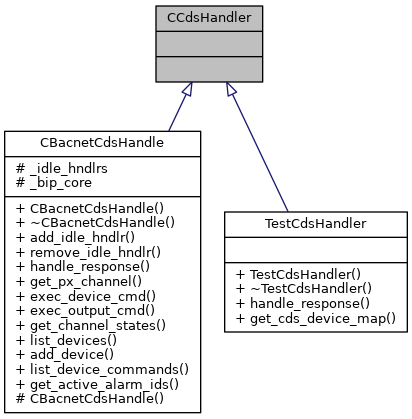 CCdsHandler
CBacnetCdsHandle
# _idle_hndlrs
# _bip_core
+ CBacnetCdsHandle()
+ ~CBacnetCdsHandle()
+ add_idle_hndlr()
+ remove_idle_hndlr()
+ handle_response()
+ get_px_channel()
+ exec_device_cmd()
+ exec_output_cmd()
+ get_channel_states()
+ list_devices()
+ add_device()
+ list_device_commands()
+ get_active_alarm_ids()
# CBacnetCdsHandle()
TestCdsHandler
+ TestCdsHandler()
+ ~TestCdsHandler()
+ handle_response()
+ get_cds_device_map()